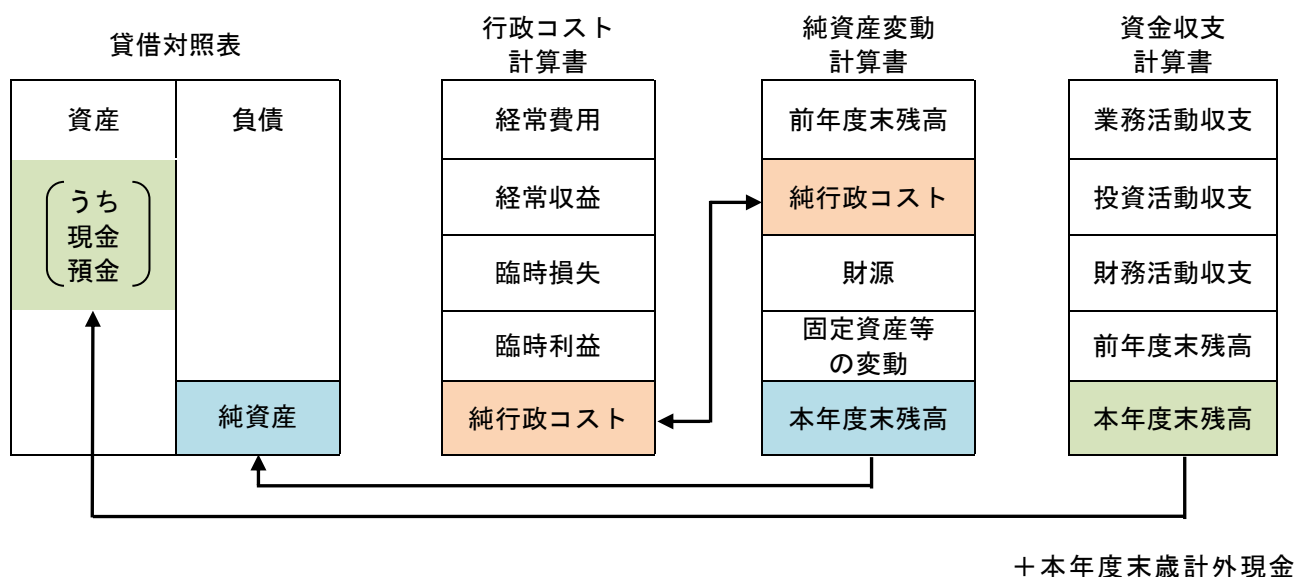 貸借対照表
資産
負債
うち
現金
預金
純資産
行政コスト
計算書
経常費用
経常収益
臨時損失
臨時利益
純行政コスト
純資産変動
計算書
前年度末残高
純行政コスト
財源
固定資産等
の変動
本年度末残高
資金収支
計算書
業務活動収支
投資活動収支
財務活動収支
前年度末残高
本年度末残高
＋本年度末歳計外現金